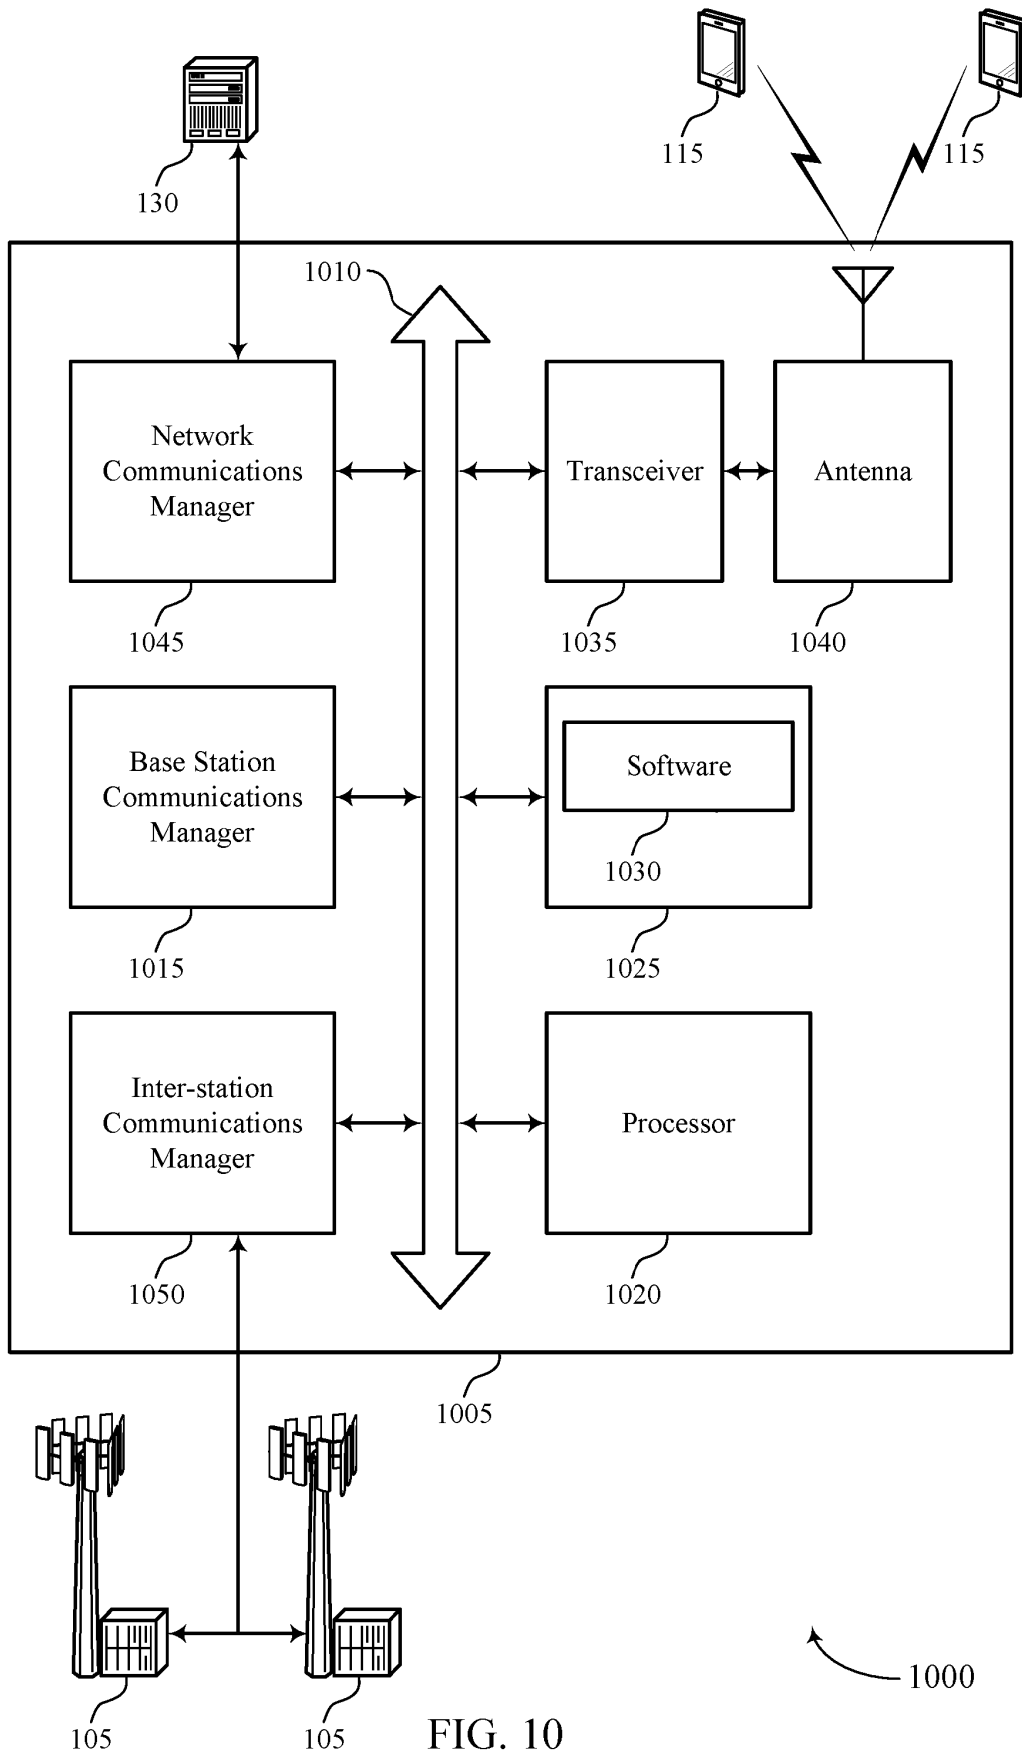 130
115
115
1010
Network
Communications
Manager
Transceiver
Antenna
1045
1035
1040
Base Station
Communications
Manager
Software
1030
1015
1025
Inter-station
Communications
Manager
Processor
1050
1020
1005
105
105
1000
FIG. 10